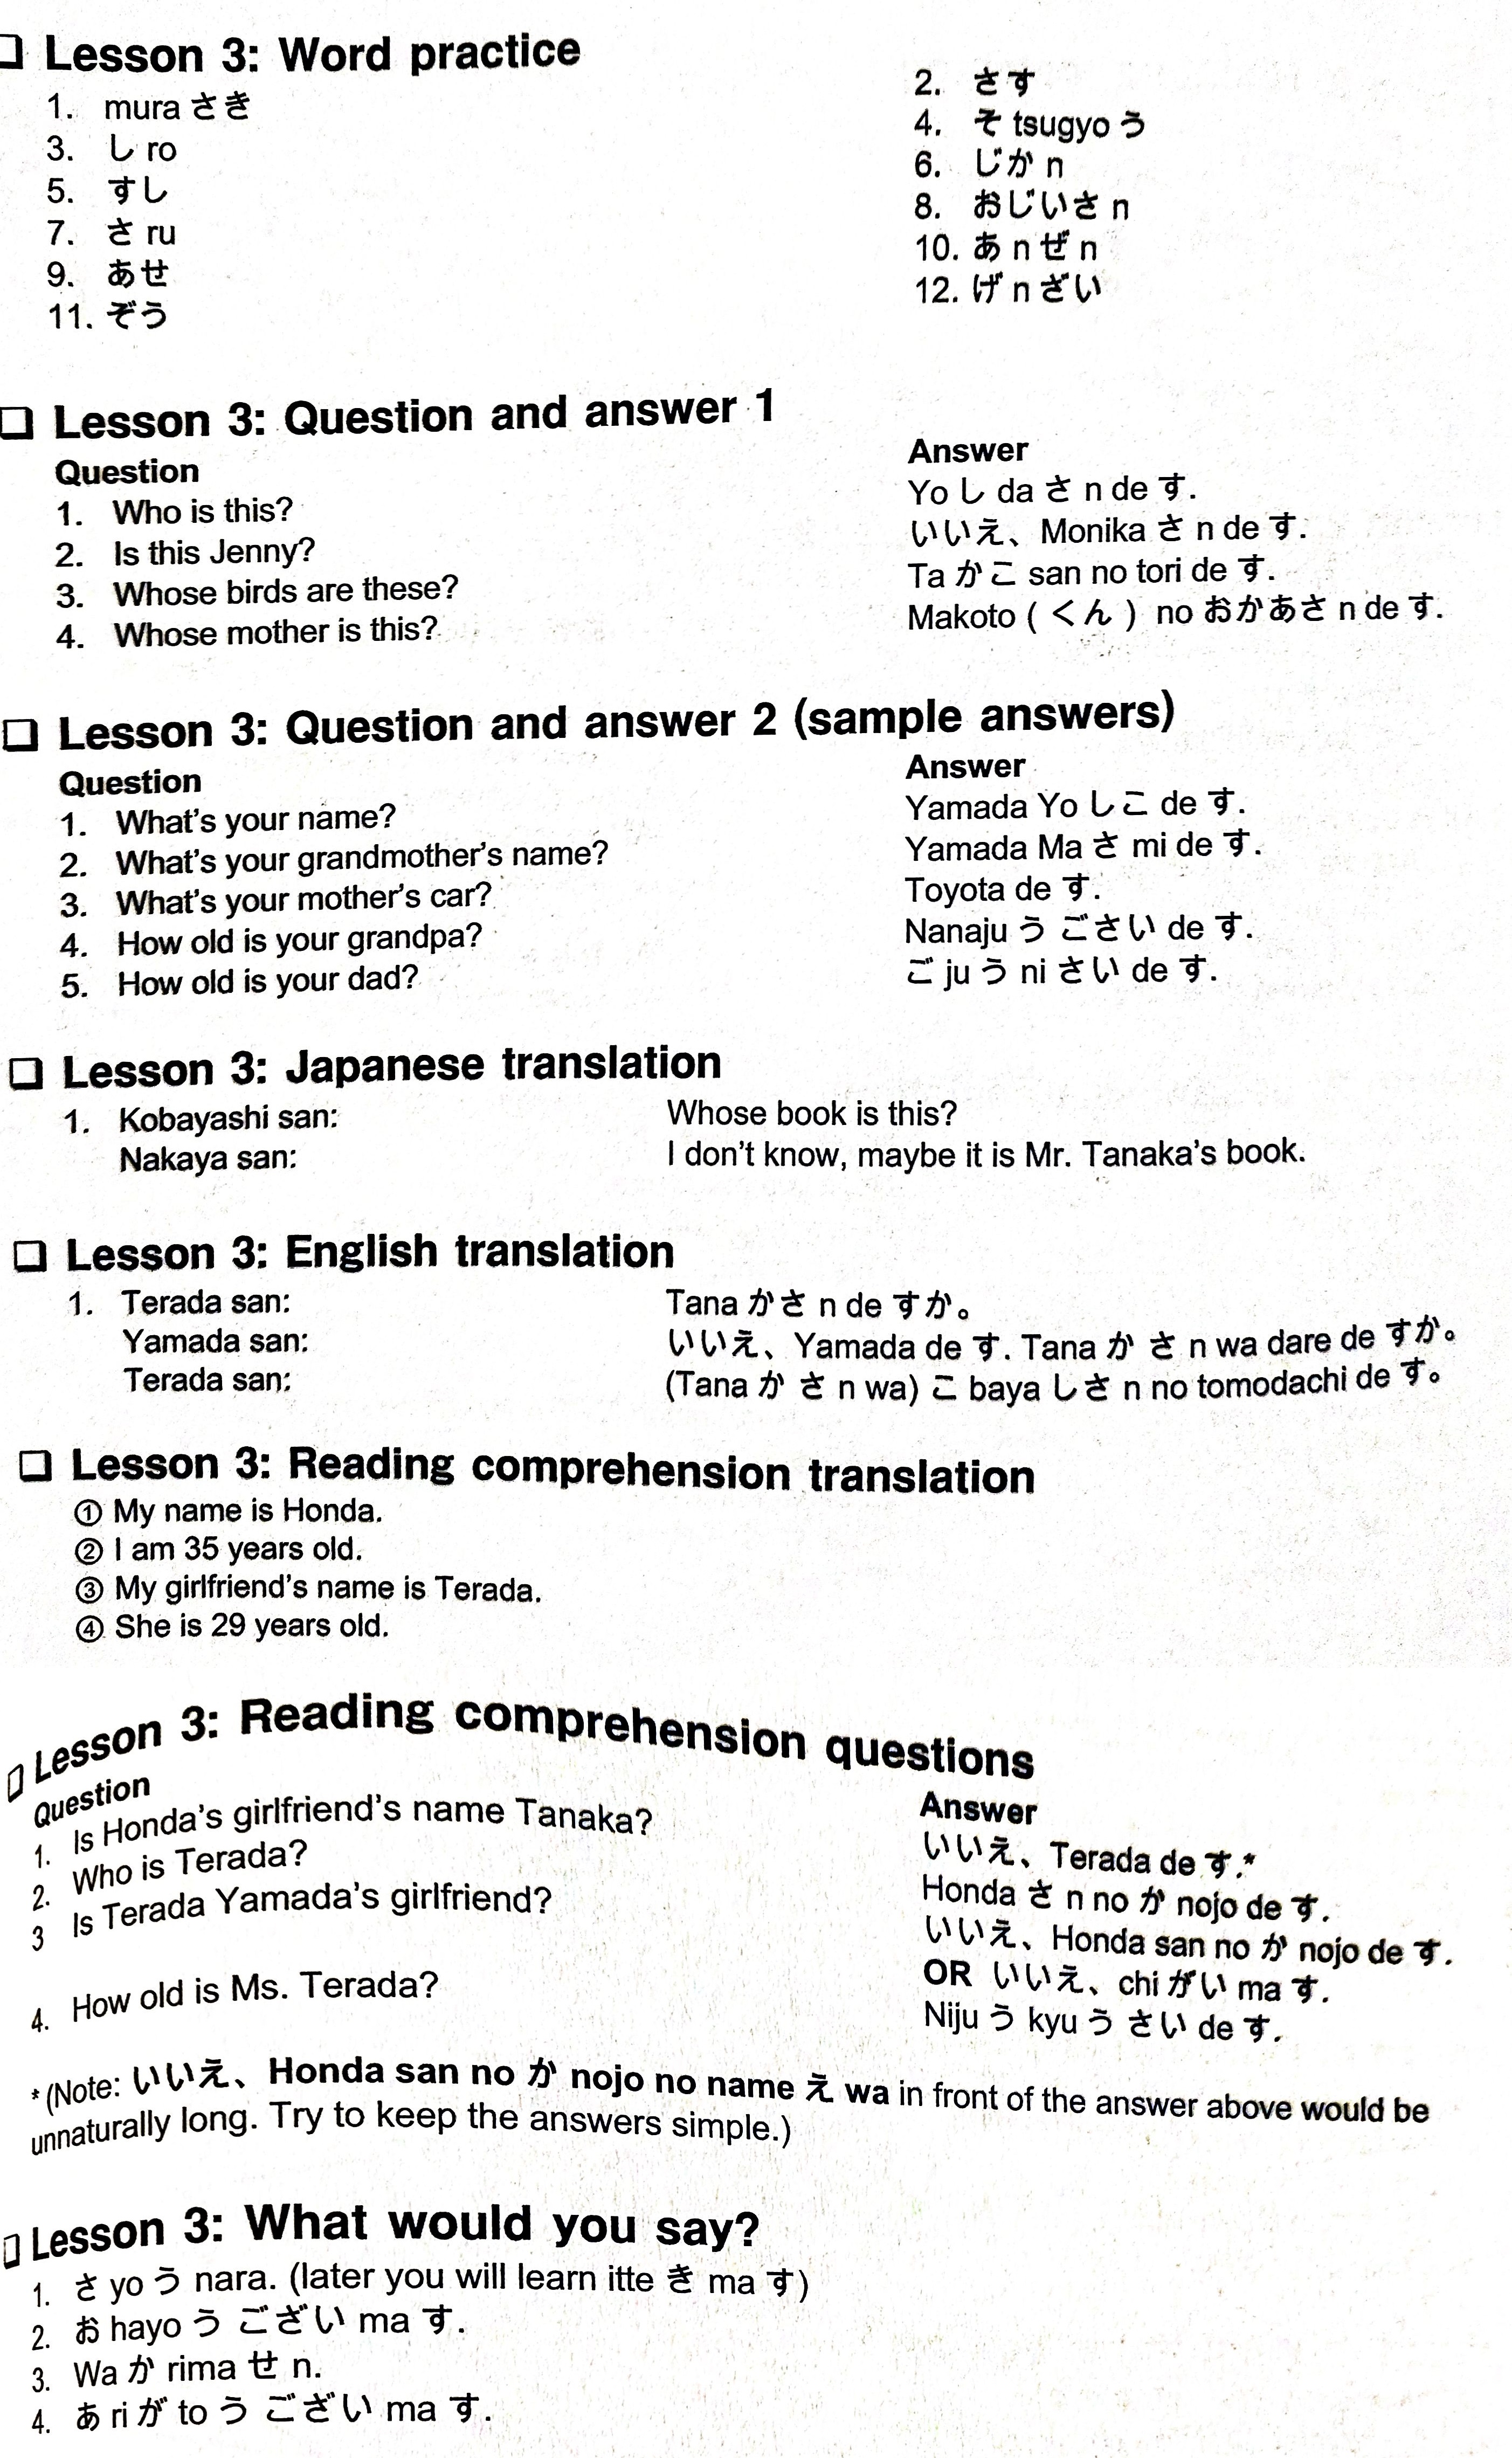 Lesson 3: Word practice
1. mura さき
2. さす
3. し ro
4. そ tsugyo う
5. すし
6. じか n
7. さ ru
8. おじいさ n
9. あせ
10. あ n ぜ n
11. ぞう
12. げ n ざい
Lesson 3: Question and answer 1
Question Answer
1. Who is this? Yo し da さ n de す.
2. Is this Jenny? いいえ、Monika さ n de す.
3. Whose birds are these? Ta かこ san no tori de す.
4. Whose mother is this? Makoto ( くん ) no おかあさ n de す.
Lesson 3: Question and answer 2 (sample answers)
Question Answer
1. What's your name? Yamada Yo しこ de す.
2. What's your grandmother's name? Yamada Ma さ mi de す.
3. What's your mother's car? Toyota de す.
4. How old is your grandpa? Nanaju う ごさい de す.
5. How old is your dad? ご ju う ni さい de す.
Lesson 3: Japanese translation
1. Kobayashi san: Whose book is this?
Nakaya san: I don't know, maybe it is Mr. Tanaka's book.
Lesson 3: English translation
1. Terada san: Tana かさ n de すか。
Yamada san: いいえ、Yamada de す. Tana か さ n wa dare de すか。
Terada san: (Tana か さ n wa) こ baya しさ n no tomodachi de す。
Lesson 3: Reading comprehension translation
① My name is Honda.
② I am 35 years old.
③ My girlfriend's name is Terada.
④ She is 29 years old.
Lesson 3: Reading comprehension questions
Question Answer
1. Is Honda's girlfriend's name Tanaka? いいえ、Terada de す.*
2. Who is Terada? Honda さ n no か nojo de す.
3 Is Terada Yamada's girlfriend? いいえ、Honda san no か nojo de す.
OR いいえ、chi がい ma す.
4. How old is Ms. Terada? Niju う kyu う さい de す.
* (Note: いいえ、Honda san no か nojo no name え wa in front of the answer above would be
unnaturally long. Try to keep the answers simple.)
Lesson 3: What would you say?
1. さ yo う nara. (later you will learn itte き ma す)
2. お hayo う ござい ma す.
3. Wa か rima せ n.
4. あ ri が to う ござい ma す.